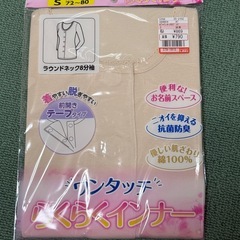 S 72~80
ラウンドネック8分袖
着やすい脱ぎやすい
前開き
テープタイプ
¥790
便利な!
お名前スペース
ニオイを抑える
抗菌防臭
優しい肌ざわり
綿100%
ワンタッチ
らくらくインナー